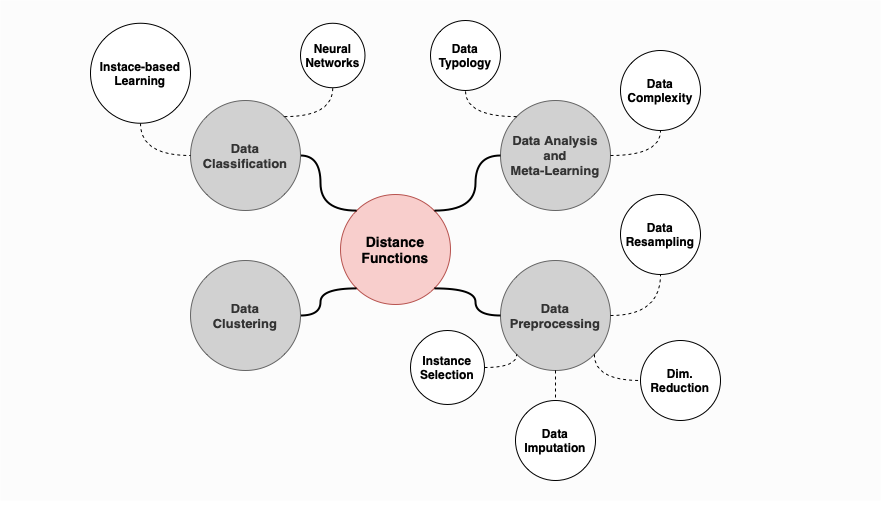 Instace-based
Learning
Neural
Networks
Data
Typology
Data
Complexity
Data
Classification
Data Analysis
and
Meta-Learning
Distance
Functions
Data
Resampling
Data
Clustering
Data
Preprocessing
Instance
Selection
Dim.
Reduction
Data
Imputation